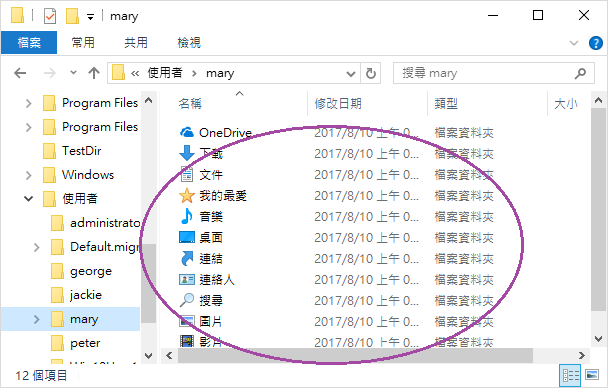 mary
檔案 常用 共用 檢視
使用者 mary 搜尋 mary
Program Files
Program Files
TestDir
Windows
使用者
administrato
Default.migr
george
jackie
mary
peter
名稱 修改日期 類型 大小
OneDrive 2017/8/10 上午 0... 檔案資料夾
下載 2017/8/10 上午 0... 檔案資料夾
文件 2017/8/10 上午 0... 檔案資料夾
我的最愛 2017/8/10 上午 0... 檔案資料夾
音樂 2017/8/10 上午 0... 檔案資料夾
桌面 2017/8/10 上午 0... 檔案資料夾
連結 2017/8/10 上午 0... 檔案資料夾
連絡人 2017/8/10 上午 0... 檔案資料夾
搜尋 2017/8/10 上午 0... 檔案資料夾
圖片 2017/8/10 上午 0... 檔案資料夾
影片 2017/8/10 上午 0... 檔案資料夾
12 個項目